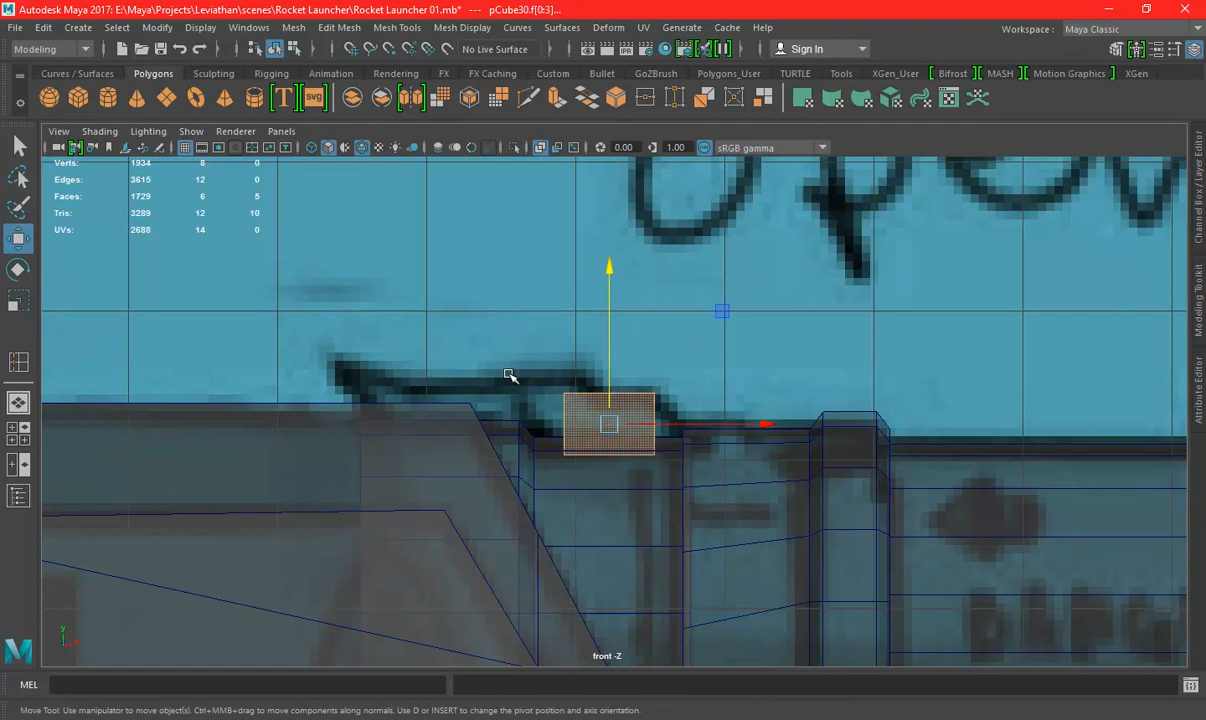 Autodesk Maya 2017: E:\Maya\Projects\Leviathan\scenes\Rocket Launcher\Rocket Launcher 01.mb*   ---   pCube30.f[0:3]...
File Edit Create Select Modify Display Windows Mesh Edit Mesh Mesh Tools Mesh Display Curves Surfaces Deform UV Generate Cache Help Workspace : Maya Classic
Modeling No Live Surface Sign In
Curves / Surfaces Polygons Sculpting Rigging Animation Rendering FX FX Caching Custom Bullet GoZBrush Polygons_User TURTLE Tools XGen_User Bifrost MASH Motion Graphics XGen
T svg
View Shading Lighting Show Renderer Panels
0.00 1.00 sRGB gamma
Verts: 1934 8 0
Edges: 3615 12 0
Faces: 1729 6 5
Tris: 3289 12 10
UVs: 2688 14 0
Channel Box / Layer Editor
Modeling Toolkit
Attribute Editor
y
x
front -Z
MEL
Move Tool: Use manipulator to move object(s). Ctrl+MMB+drag to move components along normals. Use D or INSERT to change the pivot position and axis orientation.